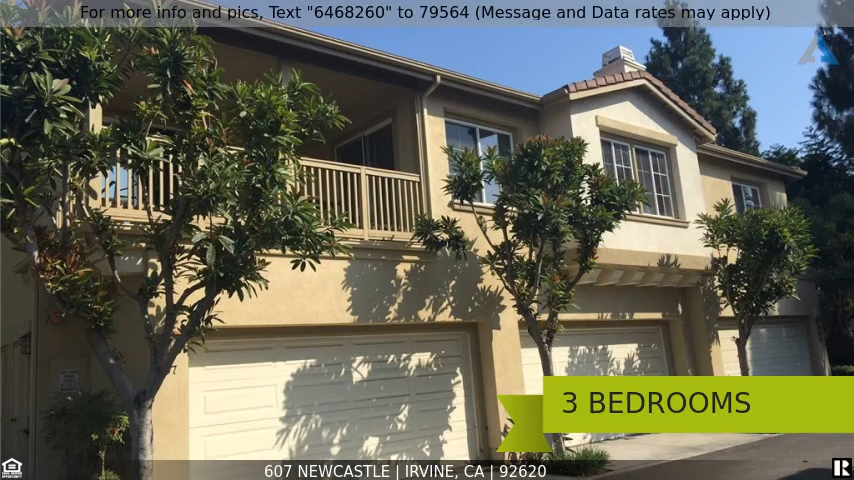 For more info and pics, Text "6468260" to 79564 (Message and Data rates may apply)
3 BEDROOMS
607 NEWCASTLE | IRVINE, CA | 92620